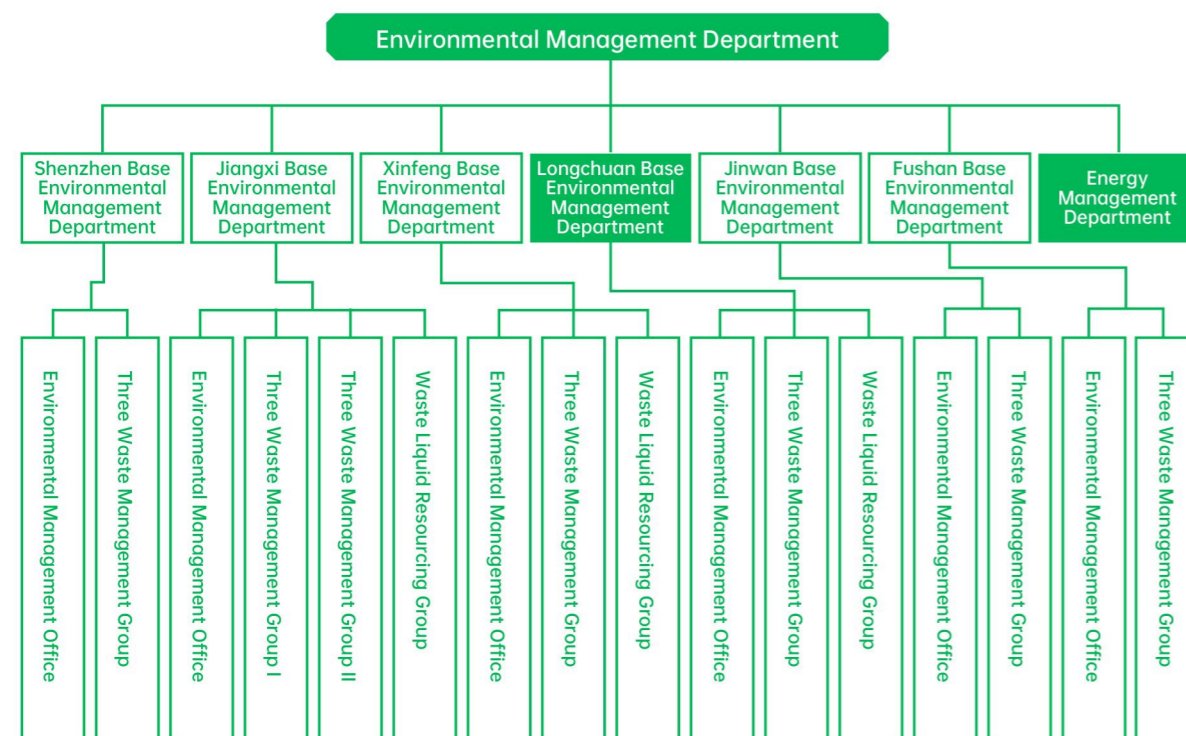 Environmental Management Department
Shenzhen Base
Environmental
Management
Department
Jiangxi Base
Environmental
Management
Department
Xinfeng Base
Environmental
Management
Department
Longchuan Base
Environmental
Management
Department
Jinwan Base
Environmental
Management
Department
Fushan Base
Environmental
Management
Department
Energy
Management
Department
Environmental Management Office
Three Waste Management Group
Environmental Management Office
Three Waste Management Group I
Three Waste Management Group II
Waste Liquid Resourcing Group
Environmental Management Office
Three Waste Management Group
Waste Liquid Resourcing Group
Environmental Management Office
Three Waste Management Group
Waste Liquid Resourcing Group
Environmental Management Office
Three Waste Management Group
Environmental Management Office
Three Waste Management Group